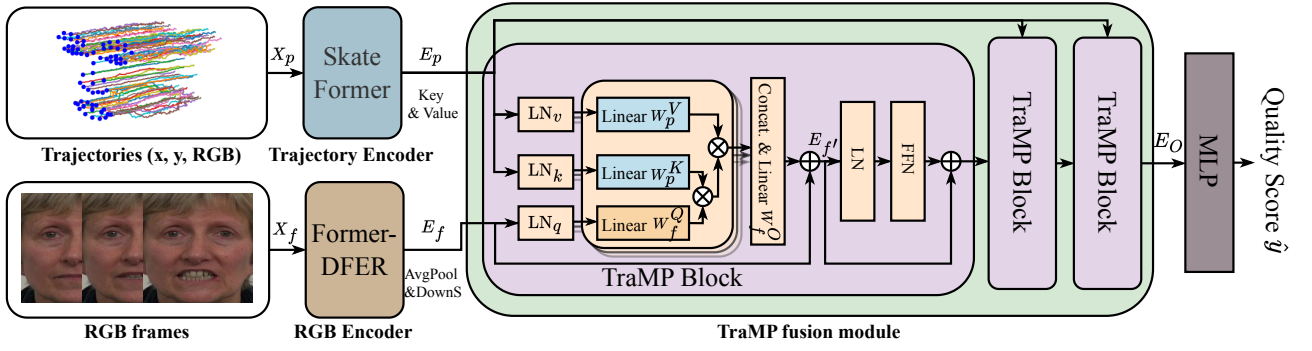 X_p
Skate
Former
E_p
Key
& Value
Trajectories (x, y, RGB)
Trajectory Encoder
X_f
Former-
DFER
E_f
AvgPool
&DownS
RGB frames
RGB Encoder
LN_v
Linear W_p^V
LN_k
Linear W_p^K
LN_q
Linear W_f^Q
Concat. & Linear W_f^O
E_{f'}
LN
FFN
TraMP Block
TraMP Block
TraMP Block
TraMP fusion module
E_O
MLP
Quality Score ŷ